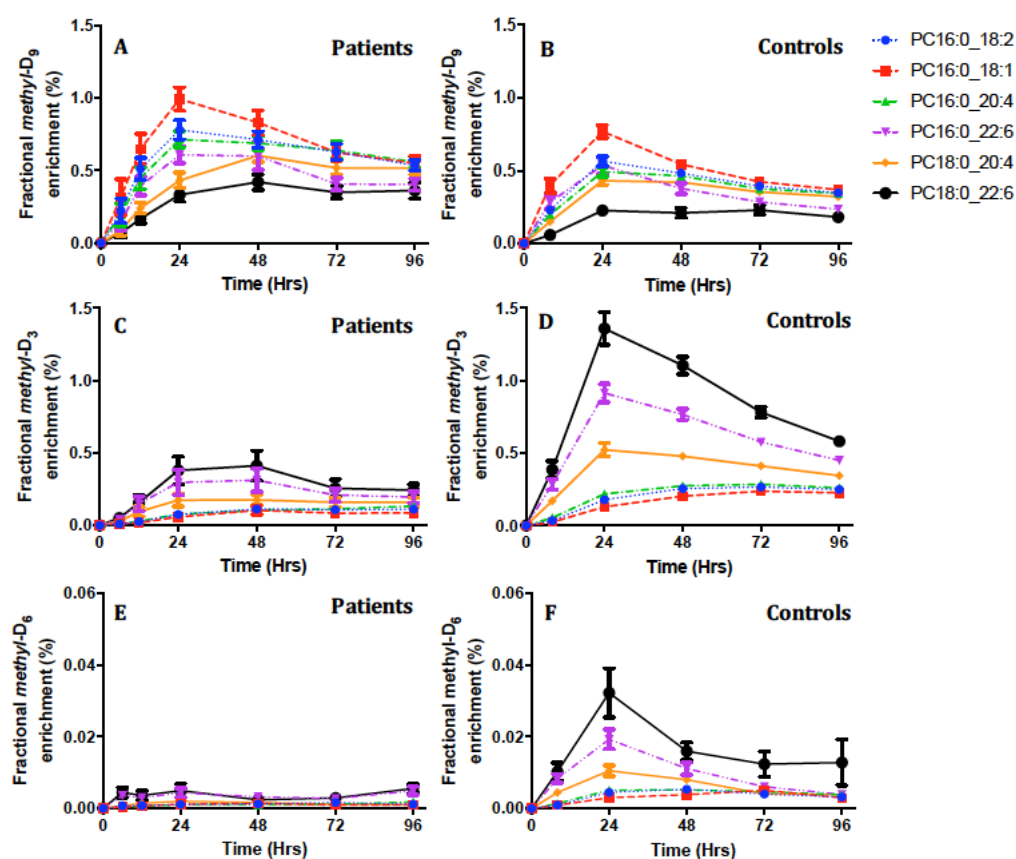 A Patients
Fractional methyl-D9
enrichment (%)
1.5
1.0
0.5
0.0
0 24 48 72 96
Time (Hrs)
B Controls
Fractional methyl-D9
enrichment (%)
1.5
1.0
0.5
0.0
0 24 48 72 96
Time (Hrs)
PC16:0_18:2
PC16:0_18:1
PC16:0_20:4
PC16:0_22:6
PC18:0_20:4
PC18:0_22:6
C Patients
Fractional methyl-D3
enrichment (%)
1.5
1.0
0.5
0.0
0 24 48 72 96
Time (Hrs)
D Controls
Fractional methyl-D3
enrichment (%)
1.5
1.0
0.5
0.0
0 24 48 72 96
Time (Hrs)
E Patients
Fractional methyl-D6
enrichment (%)
0.06
0.04
0.02
0.00
0 24 48 72 96
Time (Hrs)
F Controls
Fractional methyl-D6
enrichment (%)
0.06
0.04
0.02
0.00
0 24 48 72 96
Time (Hrs)